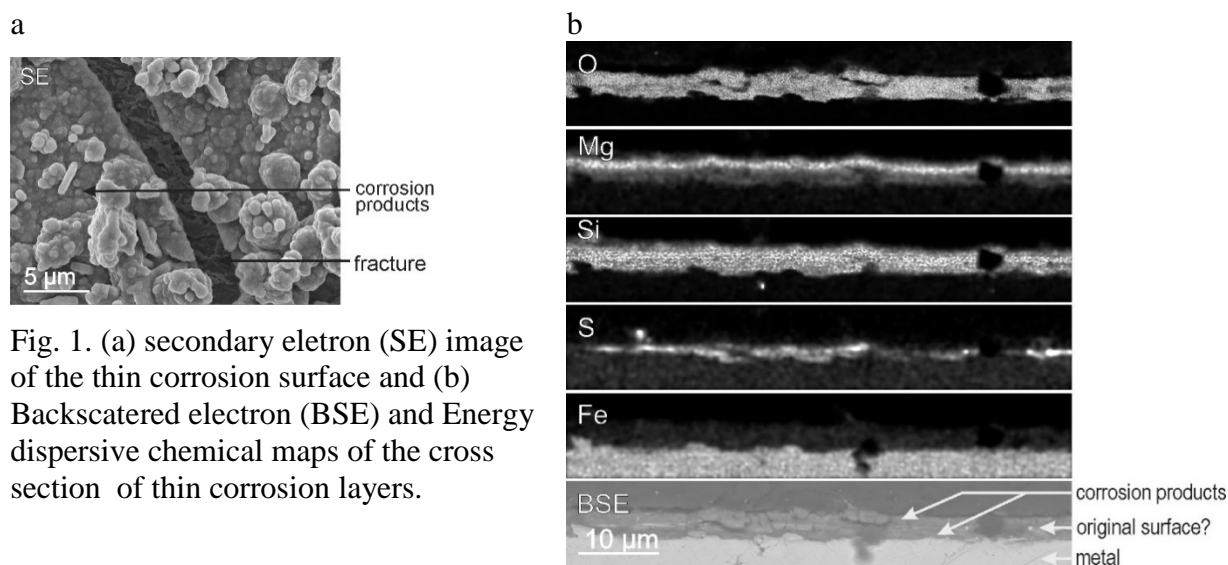 a
SE
corrosion
products
fracture
5 µm
Fig. 1. (a) secondary eletron (SE) image
of the thin corrosion surface and (b)
Backscatered electron (BSE) and Energy
dispersive chemical maps of the cross
section of thin corrosion layers.
b
O
Mg
Si
S
Fe
BSE
10 µm
corrosion products
original surface?
metal